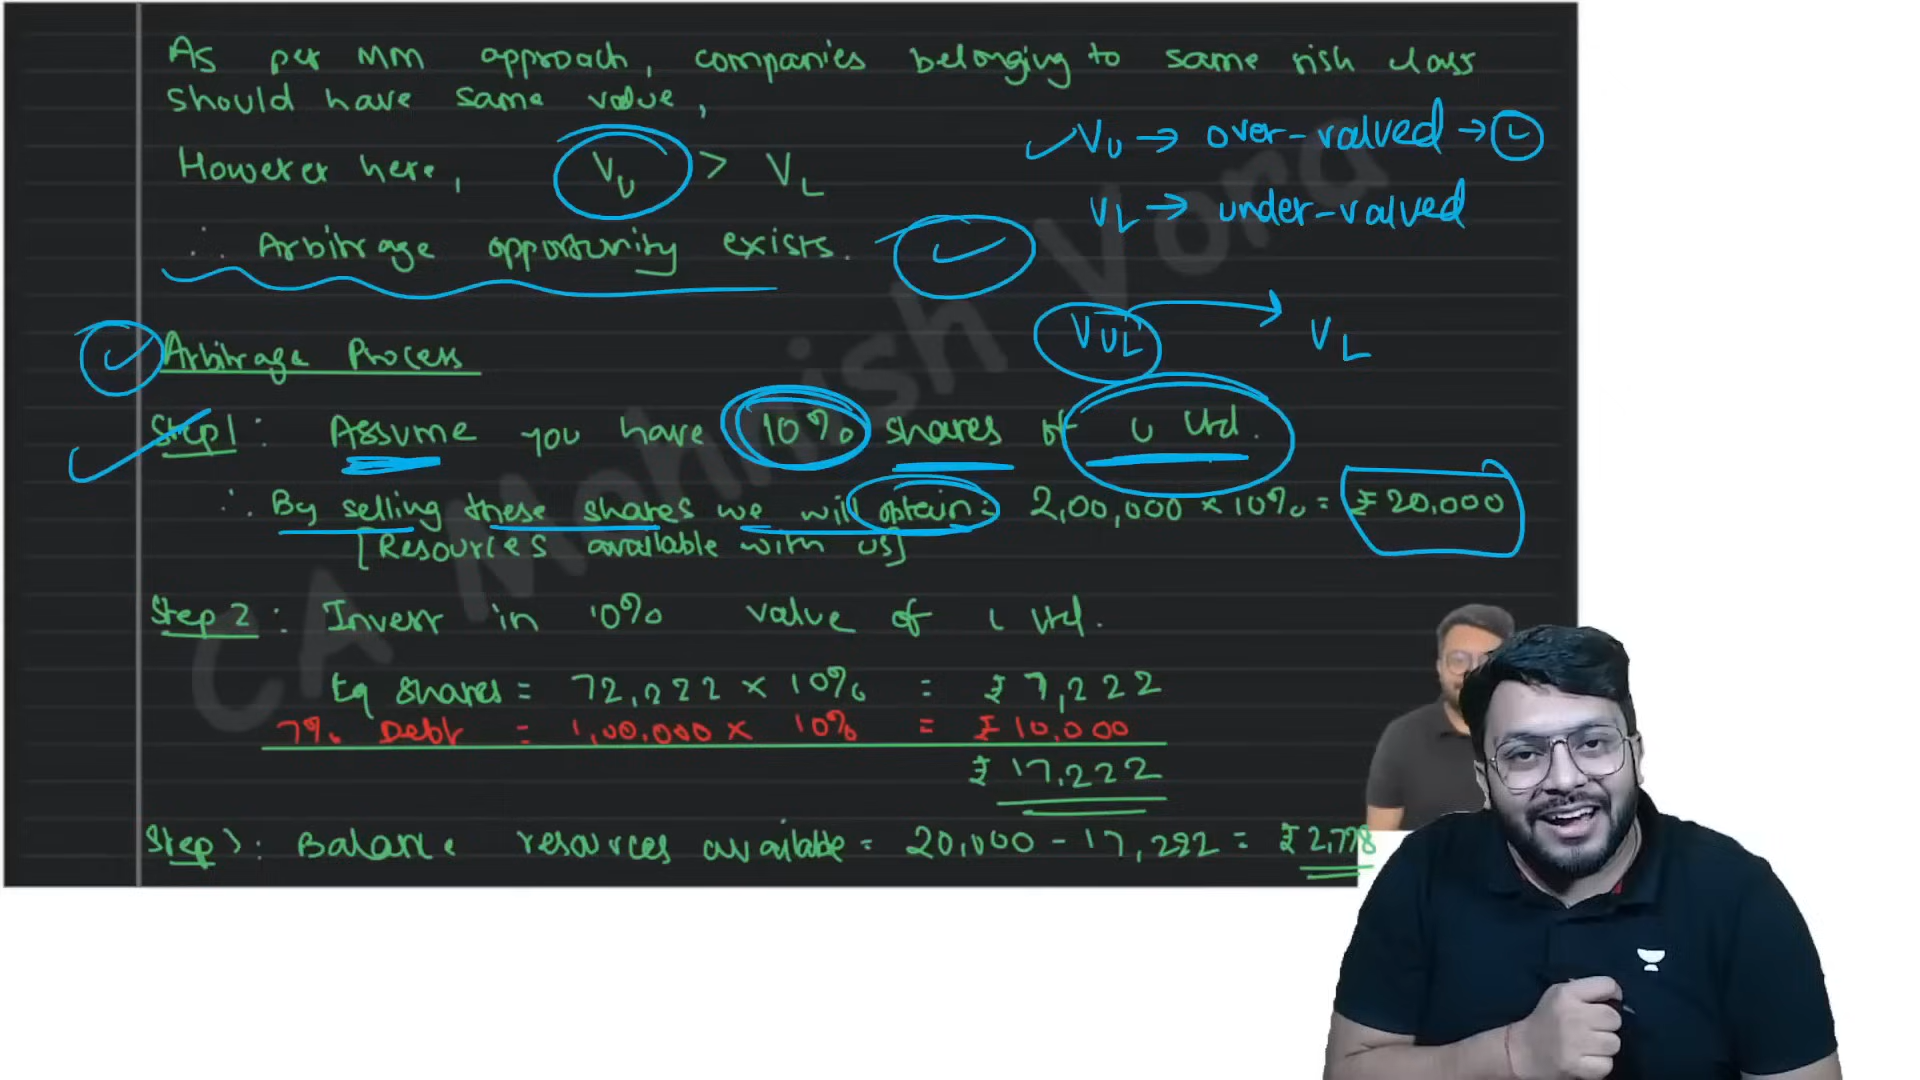 As per MM approach, companies belonging to same risk class
should have same value,
However here, VU > VL
VU → over-valued →
VL → under-valued
∴ Arbitrage opportunity exists.
VUL → VL
Arbitrage Process
Step 1: Assume you have 10% shares of U Ltd.
∴ By selling these shares we will obtain: 2,00,000 × 10% = ₹20,000
[Resources available with us]
Step 2: Invest in 10% value of L Ltd.
Eq shares = 72,222 × 10% = ₹7,222
7% Debt = 1,00,000 × 10% = ₹10,000
₹17,222
Step 3: Balance resources available = 20,000 - 17,222 = ₹2,778
CA Mohnish Vora